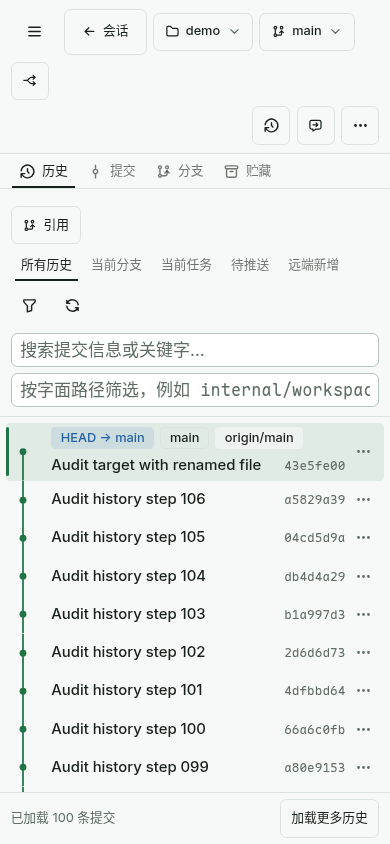 会话 demo main
历史 提交 分支 贮藏
引用
所有历史 当前分支 当前任务 待推送 远端新增
搜索提交信息或关键字...
按字面路径筛选，例如 internal/workspac
HEAD → main main origin/main
Audit target with renamed file 43e5fe00
Audit history step 106 a5829a39
Audit history step 105 04cd5d9a
Audit history step 104 db4d4a29
Audit history step 103 b1a997d3
Audit history step 102 2d6d6d73
Audit history step 101 4dfbbd64
Audit history step 100 66a6c0fb
Audit history step 099 a80e9153
已加载 100 条提交 加载更多历史